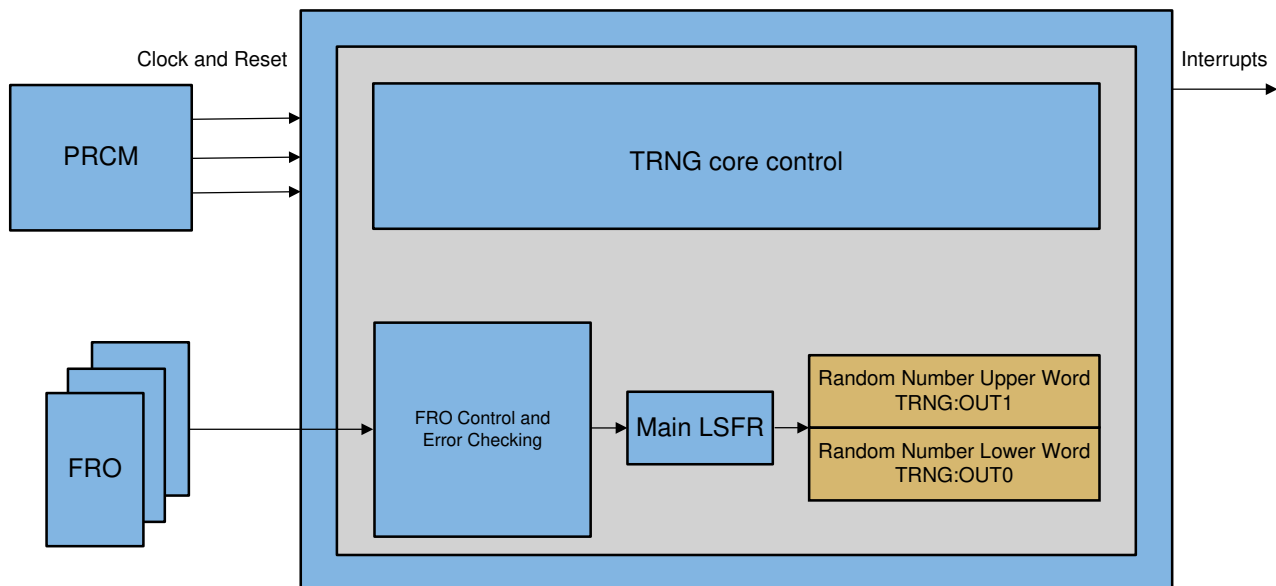 Clock and Reset
Interrupts
PRCM
TRNG core control
FRO
FRO Control and
Error Checking
Main LSFR
Random Number Upper Word
TRNG:OUT1
Random Number Lower Word
TRNG:OUT0